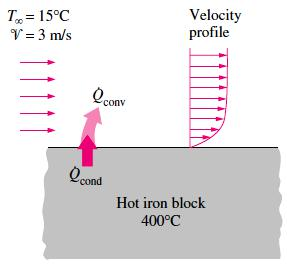 T∞ = 15°C
𝒱 = 3 m/s
Velocity
profile
Q̇conv
Q̇cond
Hot iron block
400°C